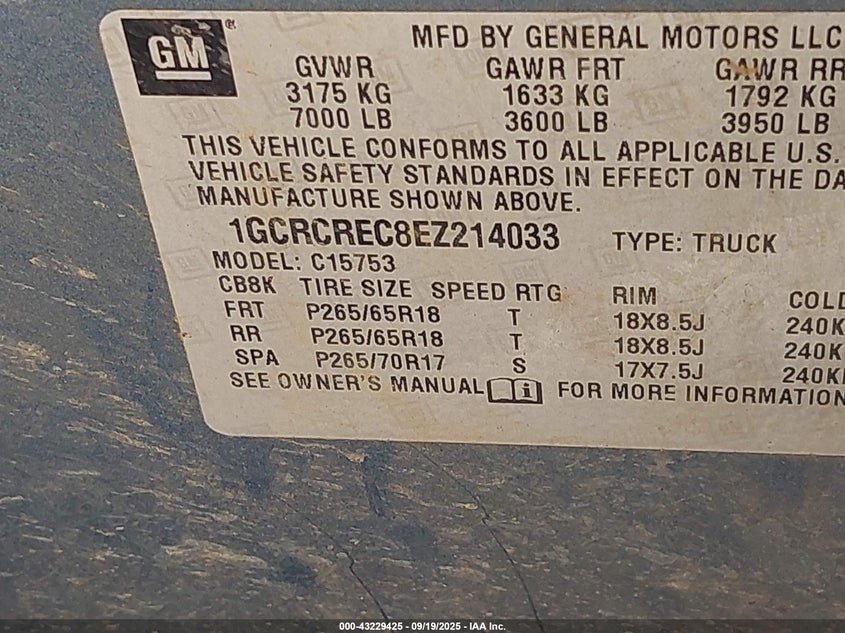 GM
®
MFD BY GENERAL MOTORS LLC
GVWR GAWR FRT GAWR RR
3175 KG 1633 KG 1792 KG
7000 LB 3600 LB 3950 LB
THIS VEHICLE CONFORMS TO ALL APPLICABLE U.S.
VEHICLE SAFETY STANDARDS IN EFFECT ON THE DA
MANUFACTURE SHOWN ABOVE.
1GCRCREC8EZ214033 TYPE: TRUCK
MODEL: C15753
CB8K TIRE SIZE SPEED RTG RIM COLD
FRT P265/65R18 T 18X8.5J 240K
RR P265/65R18 T 18X8.5J 240K
SPA P265/70R17 S 17X7.5J 240K
SEE OWNER'S MANUAL FOR MORE INFORMATION
000-43229425 - 09/19/2025 - IAA Inc.